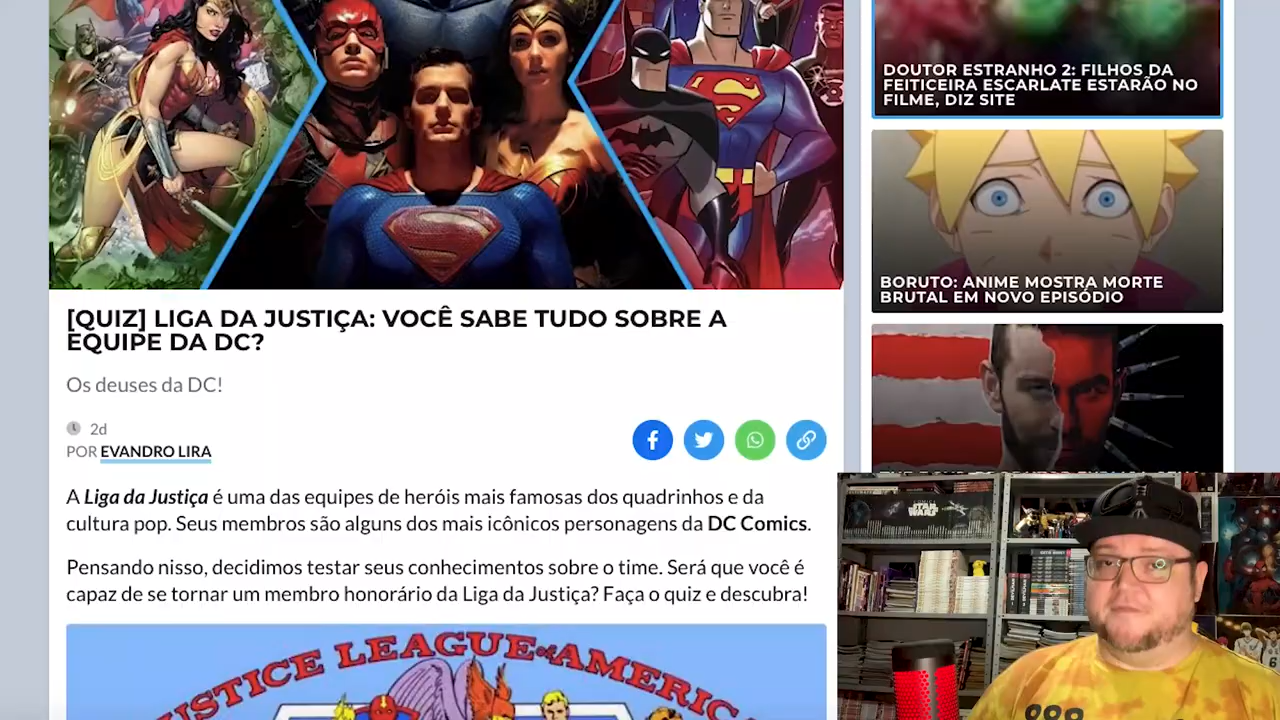 [QUIZ] LIGA DA JUSTIÇA: VOCÊ SABE TUDO SOBRE A
EQUIPE DA DC?
Os deuses da DC!
2d
POR EVANDRO LIRA
A Liga da Justiça é uma das equipes de heróis mais famosas dos quadrinhos e da
cultura pop. Seus membros são alguns dos mais icônicos personagens da DC Comics.
Pensando nisso, decidimos testar seus conhecimentos sobre o time. Será que você é
capaz de se tornar um membro honorário da Liga da Justiça? Faça o quiz e descubra!
JUSTICE LEAGUE of AMERICA
DOUTOR ESTRANHO 2: FILHOS DA
FEITICEIRA ESCARLATE ESTARÃO NO
FILME, DIZ SITE
BORUTO: ANIME MOSTRA MORTE
BRUTAL EM NOVO EPISÓDIO
COMICS
STAR
WARS